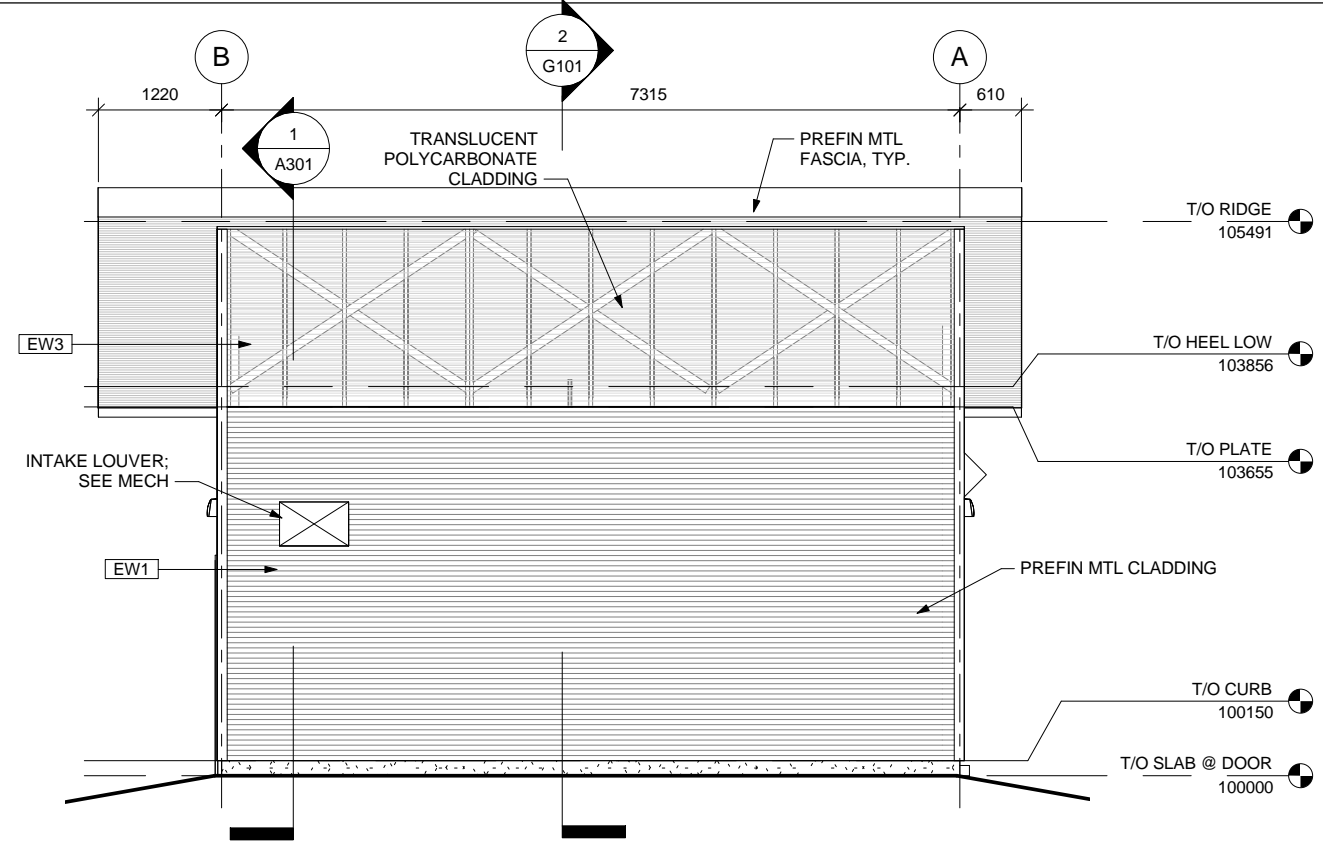 2
G101
B
A
1220
7315
610
1
A301
TRANSLUCENT
POLYCARBONATE
CLADDING
PREFIN MTL
FASCIA, TYP.
T/O RIDGE
105491
EW3
T/O HEEL LOW
103856
T/O PLATE
103655
INTAKE LOUVER;
SEE MECH
EW1
PREFIN MTL CLADDING
T/O CURB
100150
T/O SLAB @ DOOR
100000